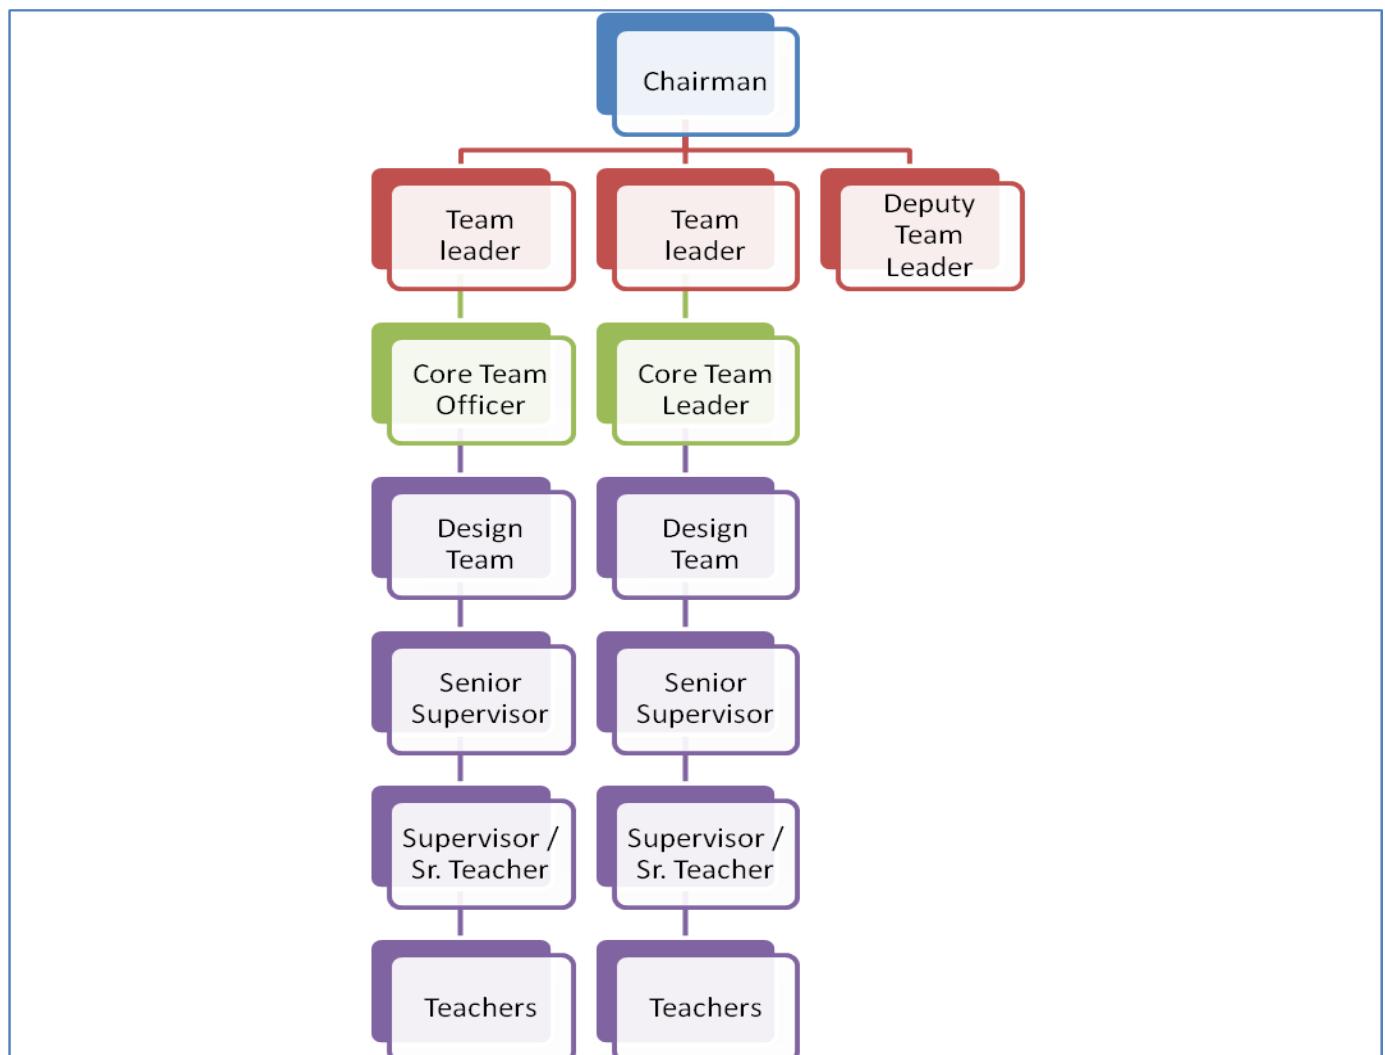 Chairman
Team
leader
Team
leader
Deputy
Team
Leader
Core Team
Officer
Core Team
Leader
Design
Team
Design
Team
Senior
Supervisor
Senior
Supervisor
Supervisor /
Sr. Teacher
Supervisor /
Sr. Teacher
Teachers
Teachers